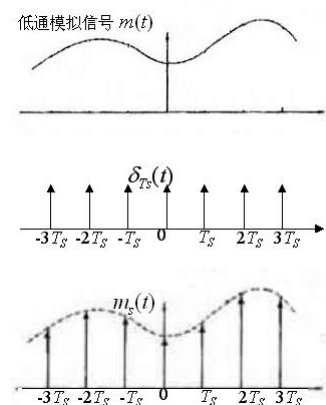 低通模拟信号 m(t)
δTs(t)
-3TS -2TS -TS 0 TS 2TS 3TS
ms(t)
-3TS -2TS -TS 0 TS 2TS 3TS